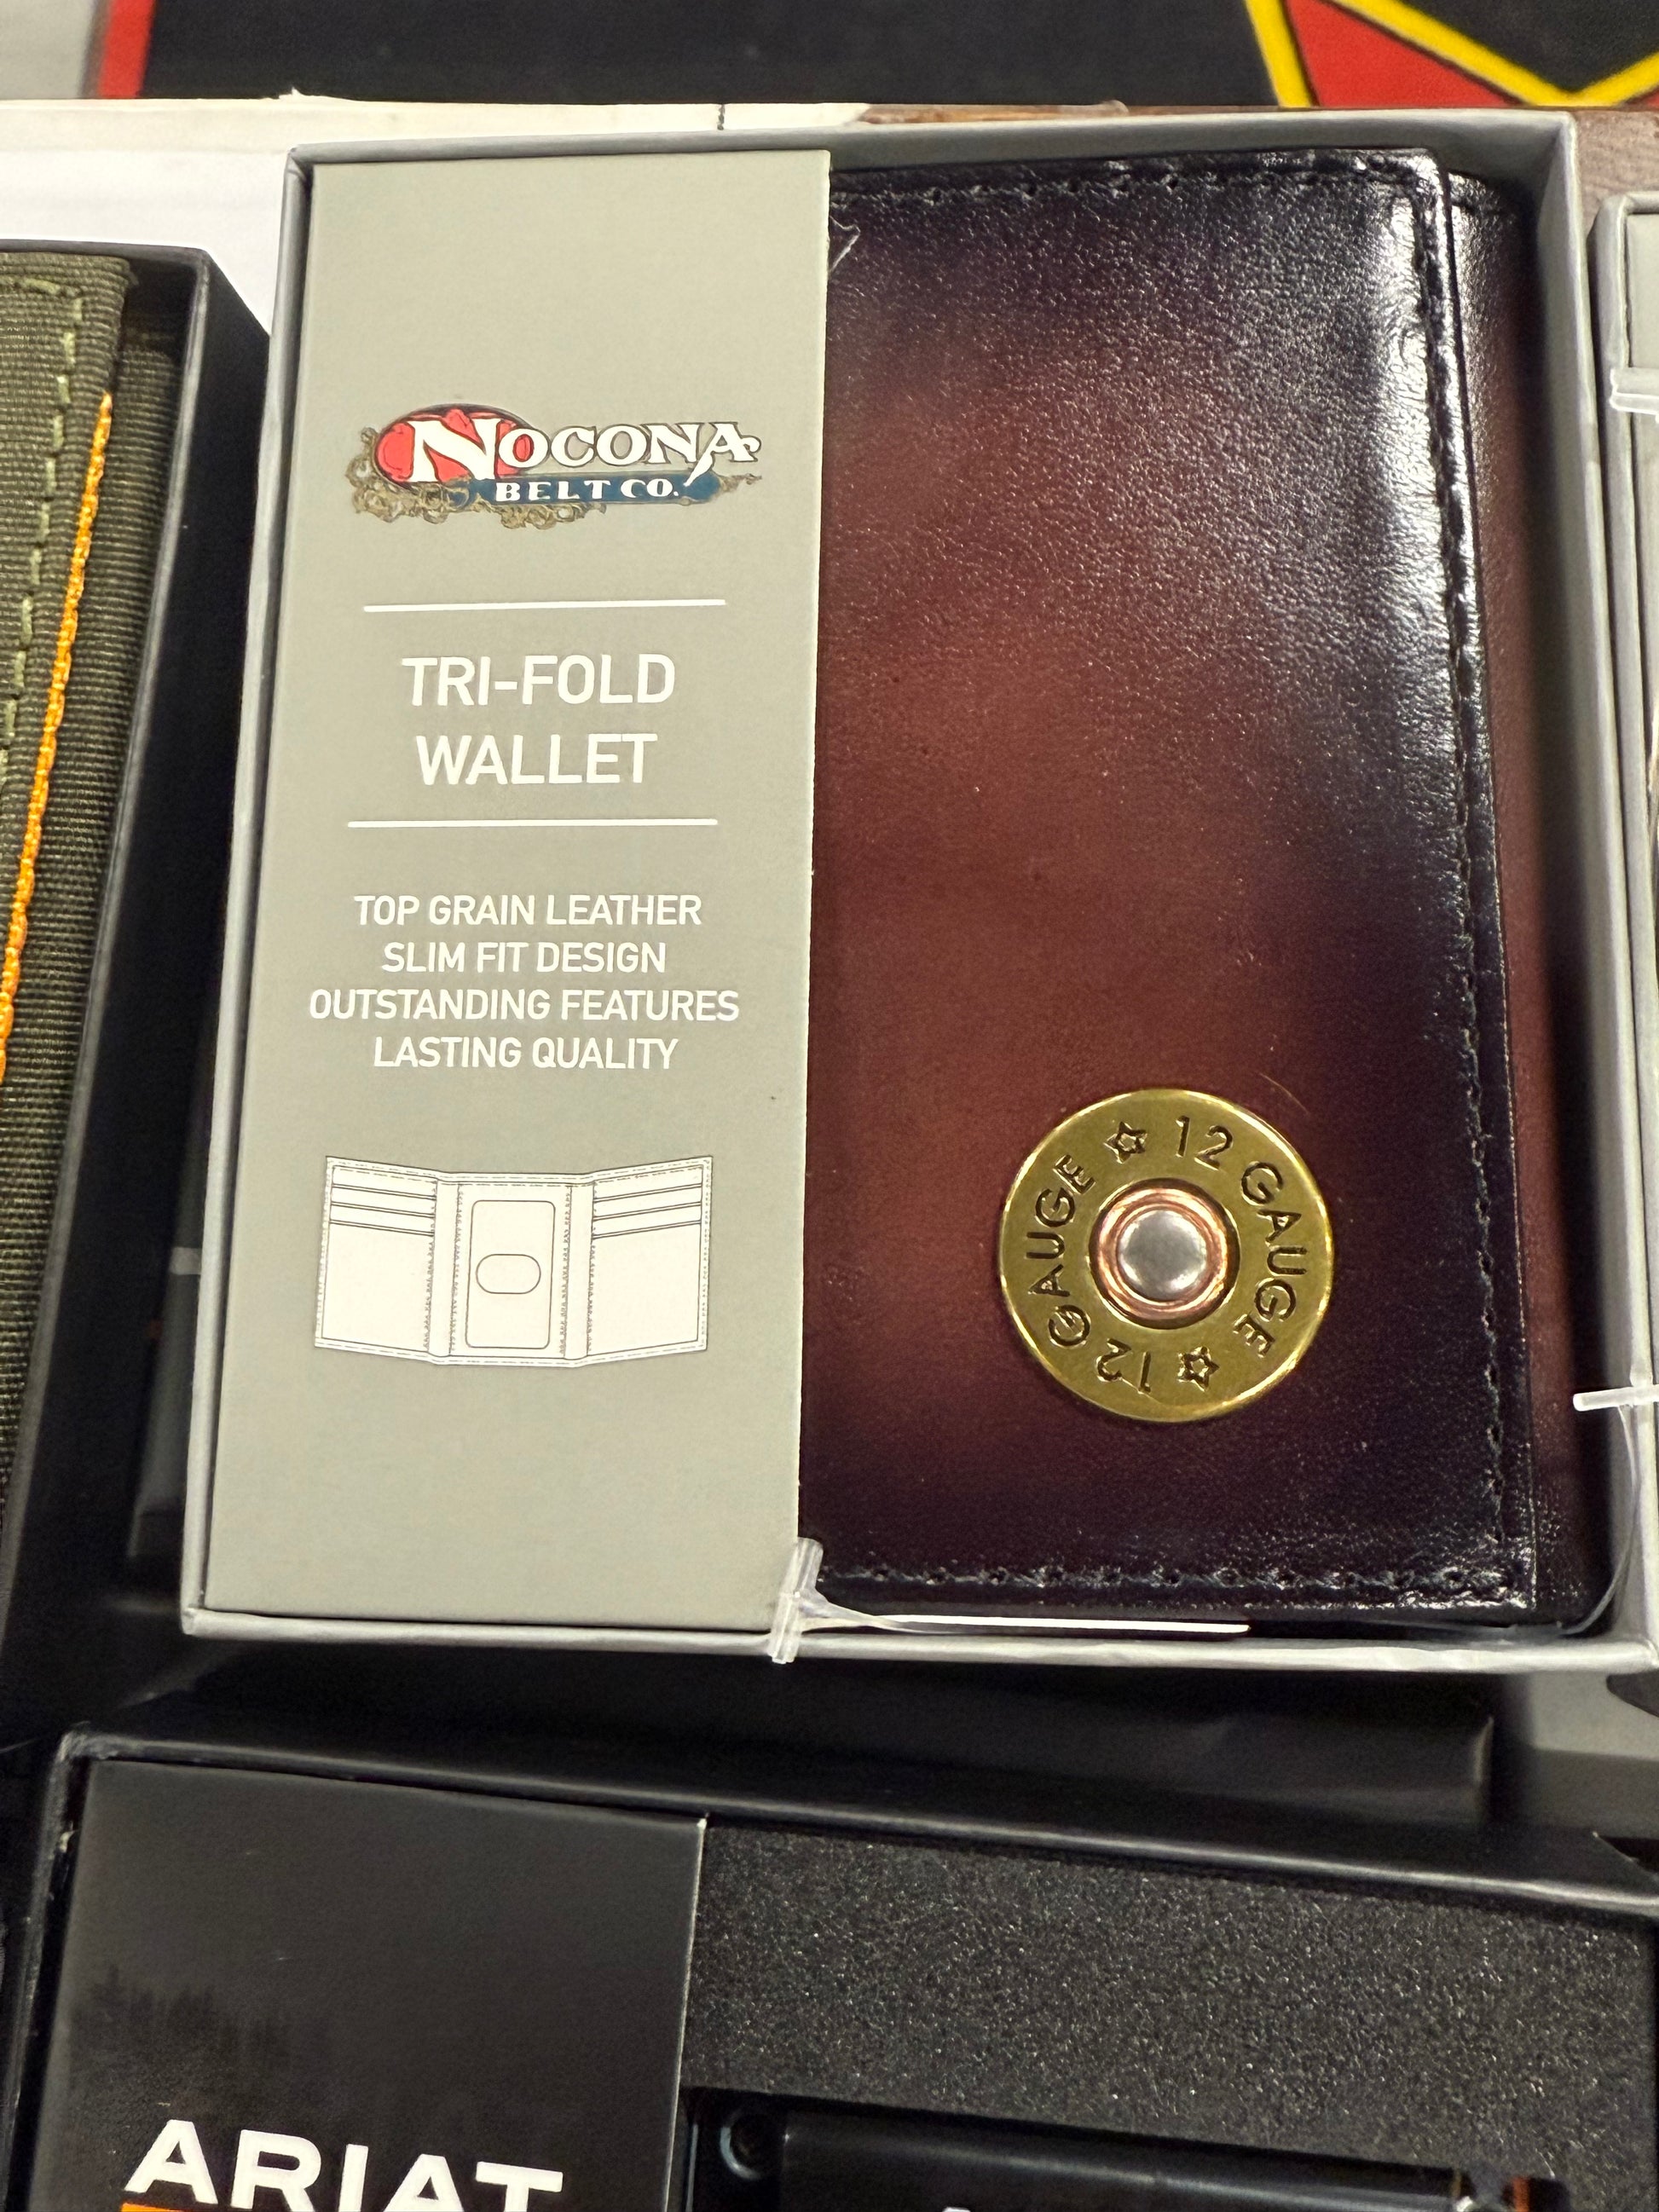 NOCONA
BELT CO.
TRI-FOLD
WALLET
TOP GRAIN LEATHER
SLIM FIT DESIGN
OUTSTANDING FEATURES
LASTING QUALITY
12 GAUGE
12 GAUGE
ARIAT